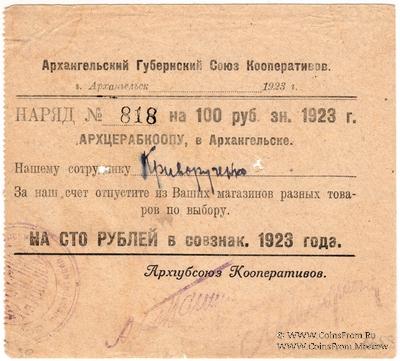 Архангельский Губернский Союз Кооперативов.
г. Архангельск 1923 г.
НАРЯД № 818 на 100 руб. зн. 1923 г.
АРХЦЕРАБКООПУ, в Архангельске.
Нашему сотруднику Криворученко
За наш счет отпустите из Ваших магазинов разных това-
ров по выбору.
НА СТО РУБЛЕЙ в совзнак. 1923 года.
Архгубсоюз Кооперативов.
© WWW.CoinsFrom.Ru
CoinsFrom.Moscow